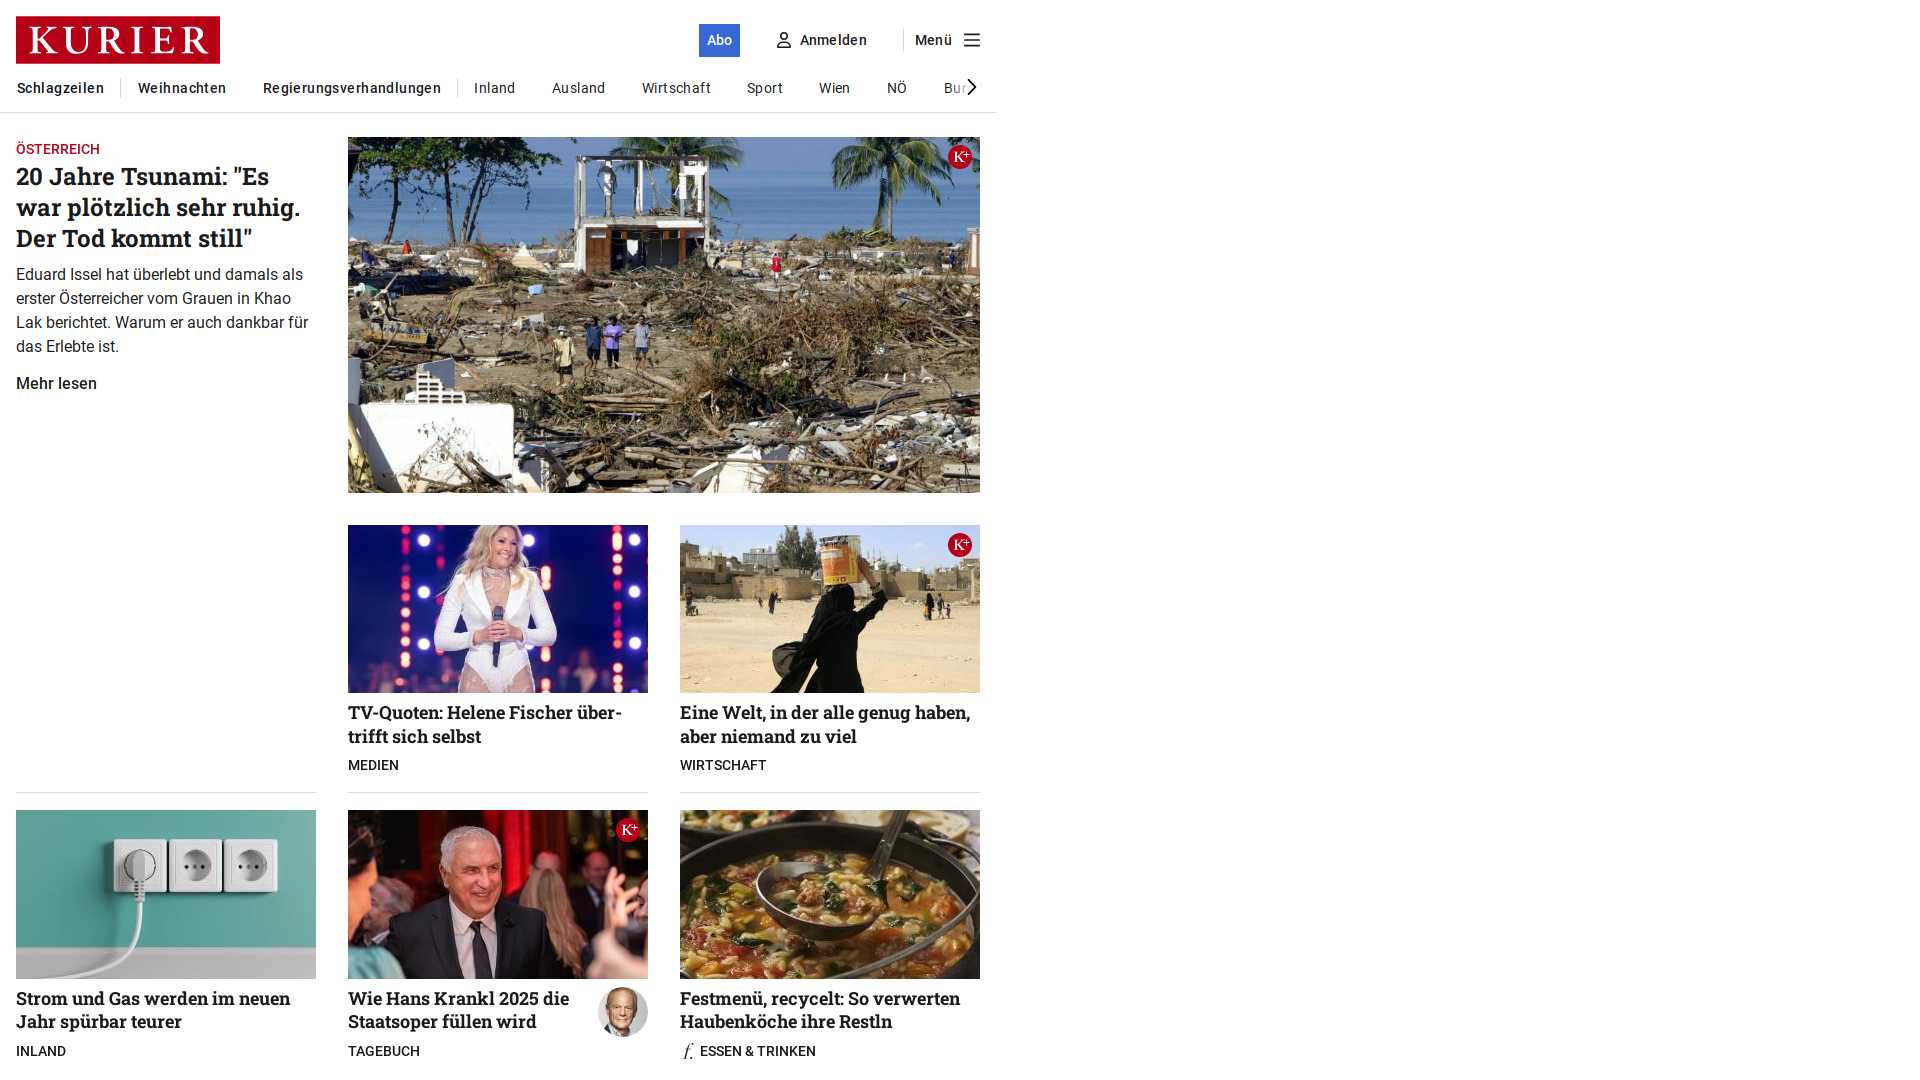 KURIER
Abo
Anmelden
Menü
Schlagzeilen
Weihnachten
Regierungsverhandlungen
Inland
Ausland
Wirtschaft
Sport
Wien
NÖ
Bur
ÖSTERREICH
20 Jahre Tsunami: "Es
war plötzlich sehr ruhig.
Der Tod kommt still"
Eduard Issel hat überlebt und damals als
erster Österreicher vom Grauen in Khao
Lak berichtet. Warum er auch dankbar für
das Erlebte ist.
Mehr lesen
K+
K+
TV-Quoten: Helene Fischer über-
trifft sich selbst
MEDIEN
Eine Welt, in der alle genug haben,
aber niemand zu viel
WIRTSCHAFT
K+
Strom und Gas werden im neuen
Jahr spürbar teurer
INLAND
Wie Hans Krankl 2025 die
Staatsoper füllen wird
TAGEBUCH
Festmenü, recycelt: So verwerten
Haubenköche ihre Restln
f. ESSEN & TRINKEN